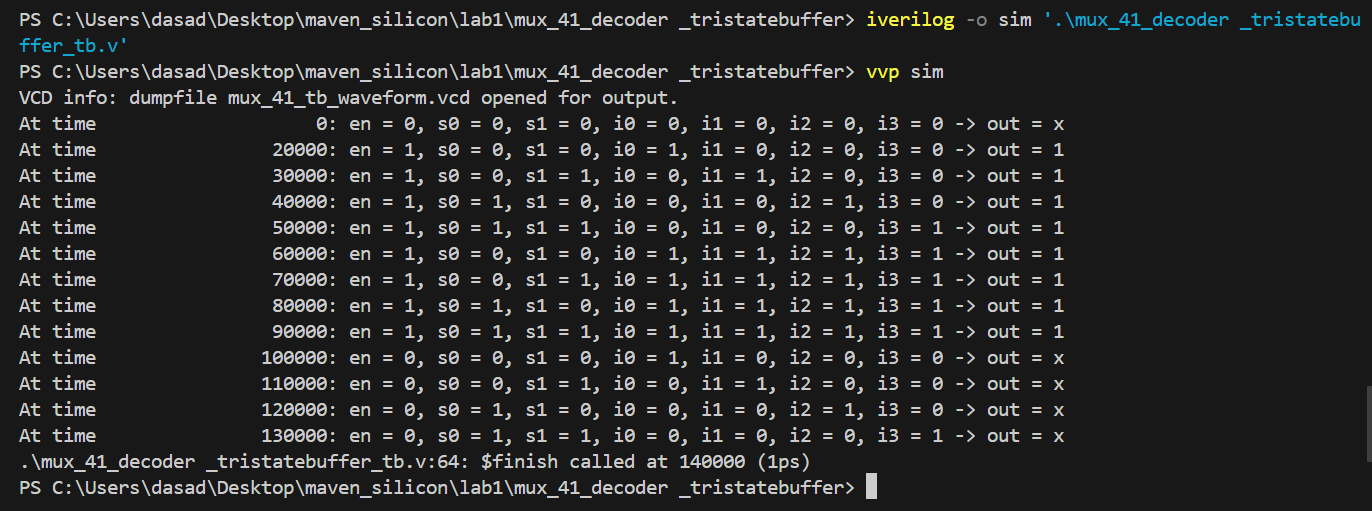 PS C:\Users\dasad\Desktop\maven_silicon\lab1\mux_41_decoder _tristatebuffer> iverilog -o sim '.\mux_41_decoder _tristatebu
ffer_tb.v'
PS C:\Users\dasad\Desktop\maven_silicon\lab1\mux_41_decoder _tristatebuffer> vvp sim
VCD info: dumpfile mux_41_tb_waveform.vcd opened for output.
At time                    0: en = 0, s0 = 0, s1 = 0, i0 = 0, i1 = 0, i2 = 0, i3 = 0 -> out = x
At time                20000: en = 1, s0 = 0, s1 = 0, i0 = 1, i1 = 0, i2 = 0, i3 = 0 -> out = 1
At time                30000: en = 1, s0 = 0, s1 = 1, i0 = 0, i1 = 1, i2 = 0, i3 = 0 -> out = 1
At time                40000: en = 1, s0 = 1, s1 = 0, i0 = 0, i1 = 0, i2 = 1, i3 = 0 -> out = 1
At time                50000: en = 1, s0 = 1, s1 = 1, i0 = 0, i1 = 0, i2 = 0, i3 = 1 -> out = 1
At time                60000: en = 1, s0 = 0, s1 = 0, i0 = 1, i1 = 1, i2 = 1, i3 = 1 -> out = 1
At time                70000: en = 1, s0 = 0, s1 = 1, i0 = 1, i1 = 1, i2 = 1, i3 = 1 -> out = 1
At time                80000: en = 1, s0 = 1, s1 = 0, i0 = 1, i1 = 1, i2 = 1, i3 = 1 -> out = 1
At time                90000: en = 1, s0 = 1, s1 = 1, i0 = 1, i1 = 1, i2 = 1, i3 = 1 -> out = 1
At time               100000: en = 0, s0 = 0, s1 = 0, i0 = 1, i1 = 0, i2 = 0, i3 = 0 -> out = x
At time               110000: en = 0, s0 = 0, s1 = 1, i0 = 0, i1 = 1, i2 = 0, i3 = 0 -> out = x
At time               120000: en = 0, s0 = 1, s1 = 0, i0 = 0, i1 = 0, i2 = 1, i3 = 0 -> out = x
At time               130000: en = 0, s0 = 1, s1 = 1, i0 = 0, i1 = 0, i2 = 0, i3 = 1 -> out = x
.\mux_41_decoder _tristatebuffer_tb.v:64: $finish called at 140000 (1ps)
PS C:\Users\dasad\Desktop\maven_silicon\lab1\mux_41_decoder _tristatebuffer>